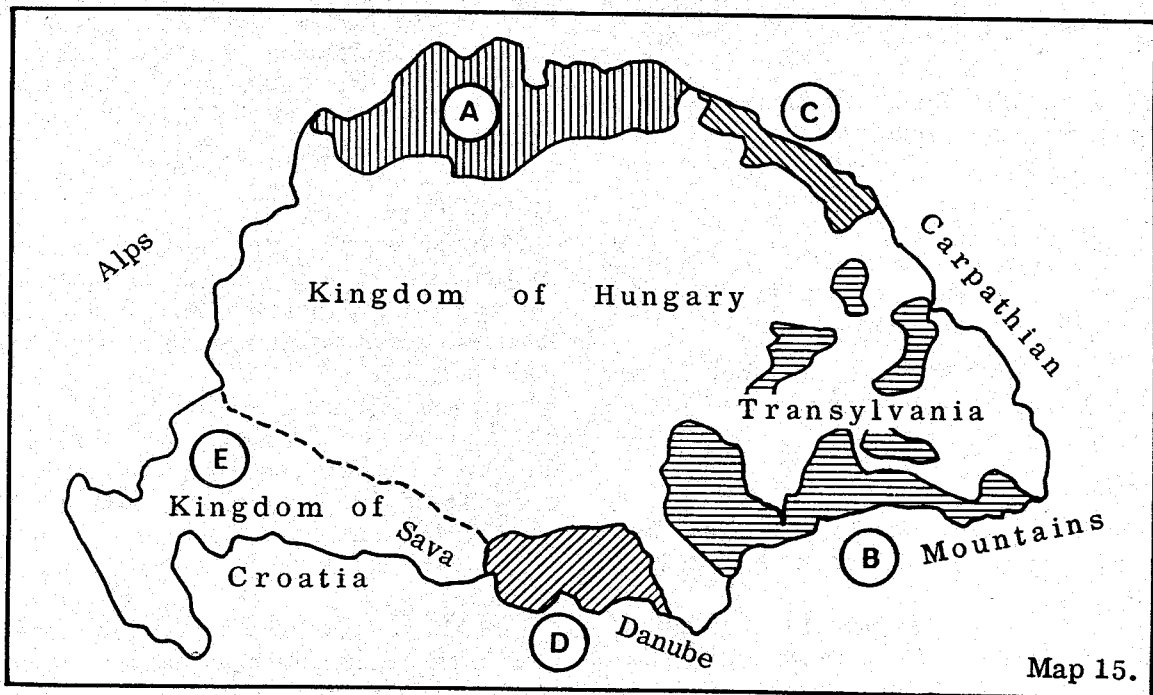 A
C
Alps
Carpathian
Kingdom of Hungary
Transylvania
E
Kingdom of
Sava
Croatia
B
Mountains
D
Danube
Map 15.